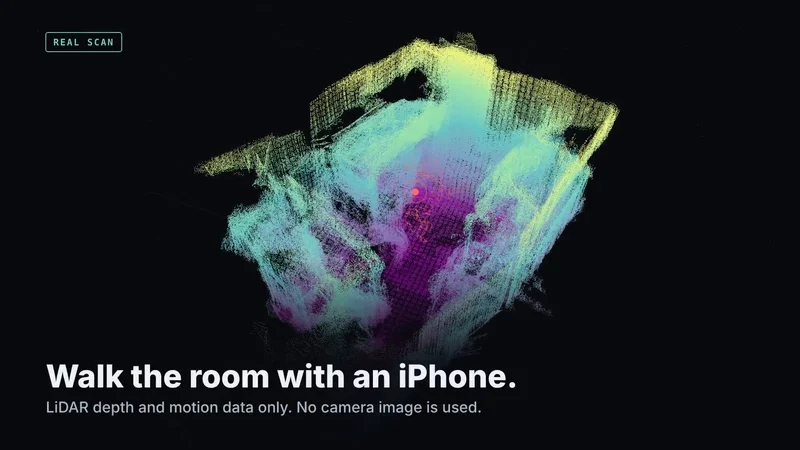 REAL SCAN
Walk the room with an iPhone.
LiDAR depth and motion data only. No camera image is used.